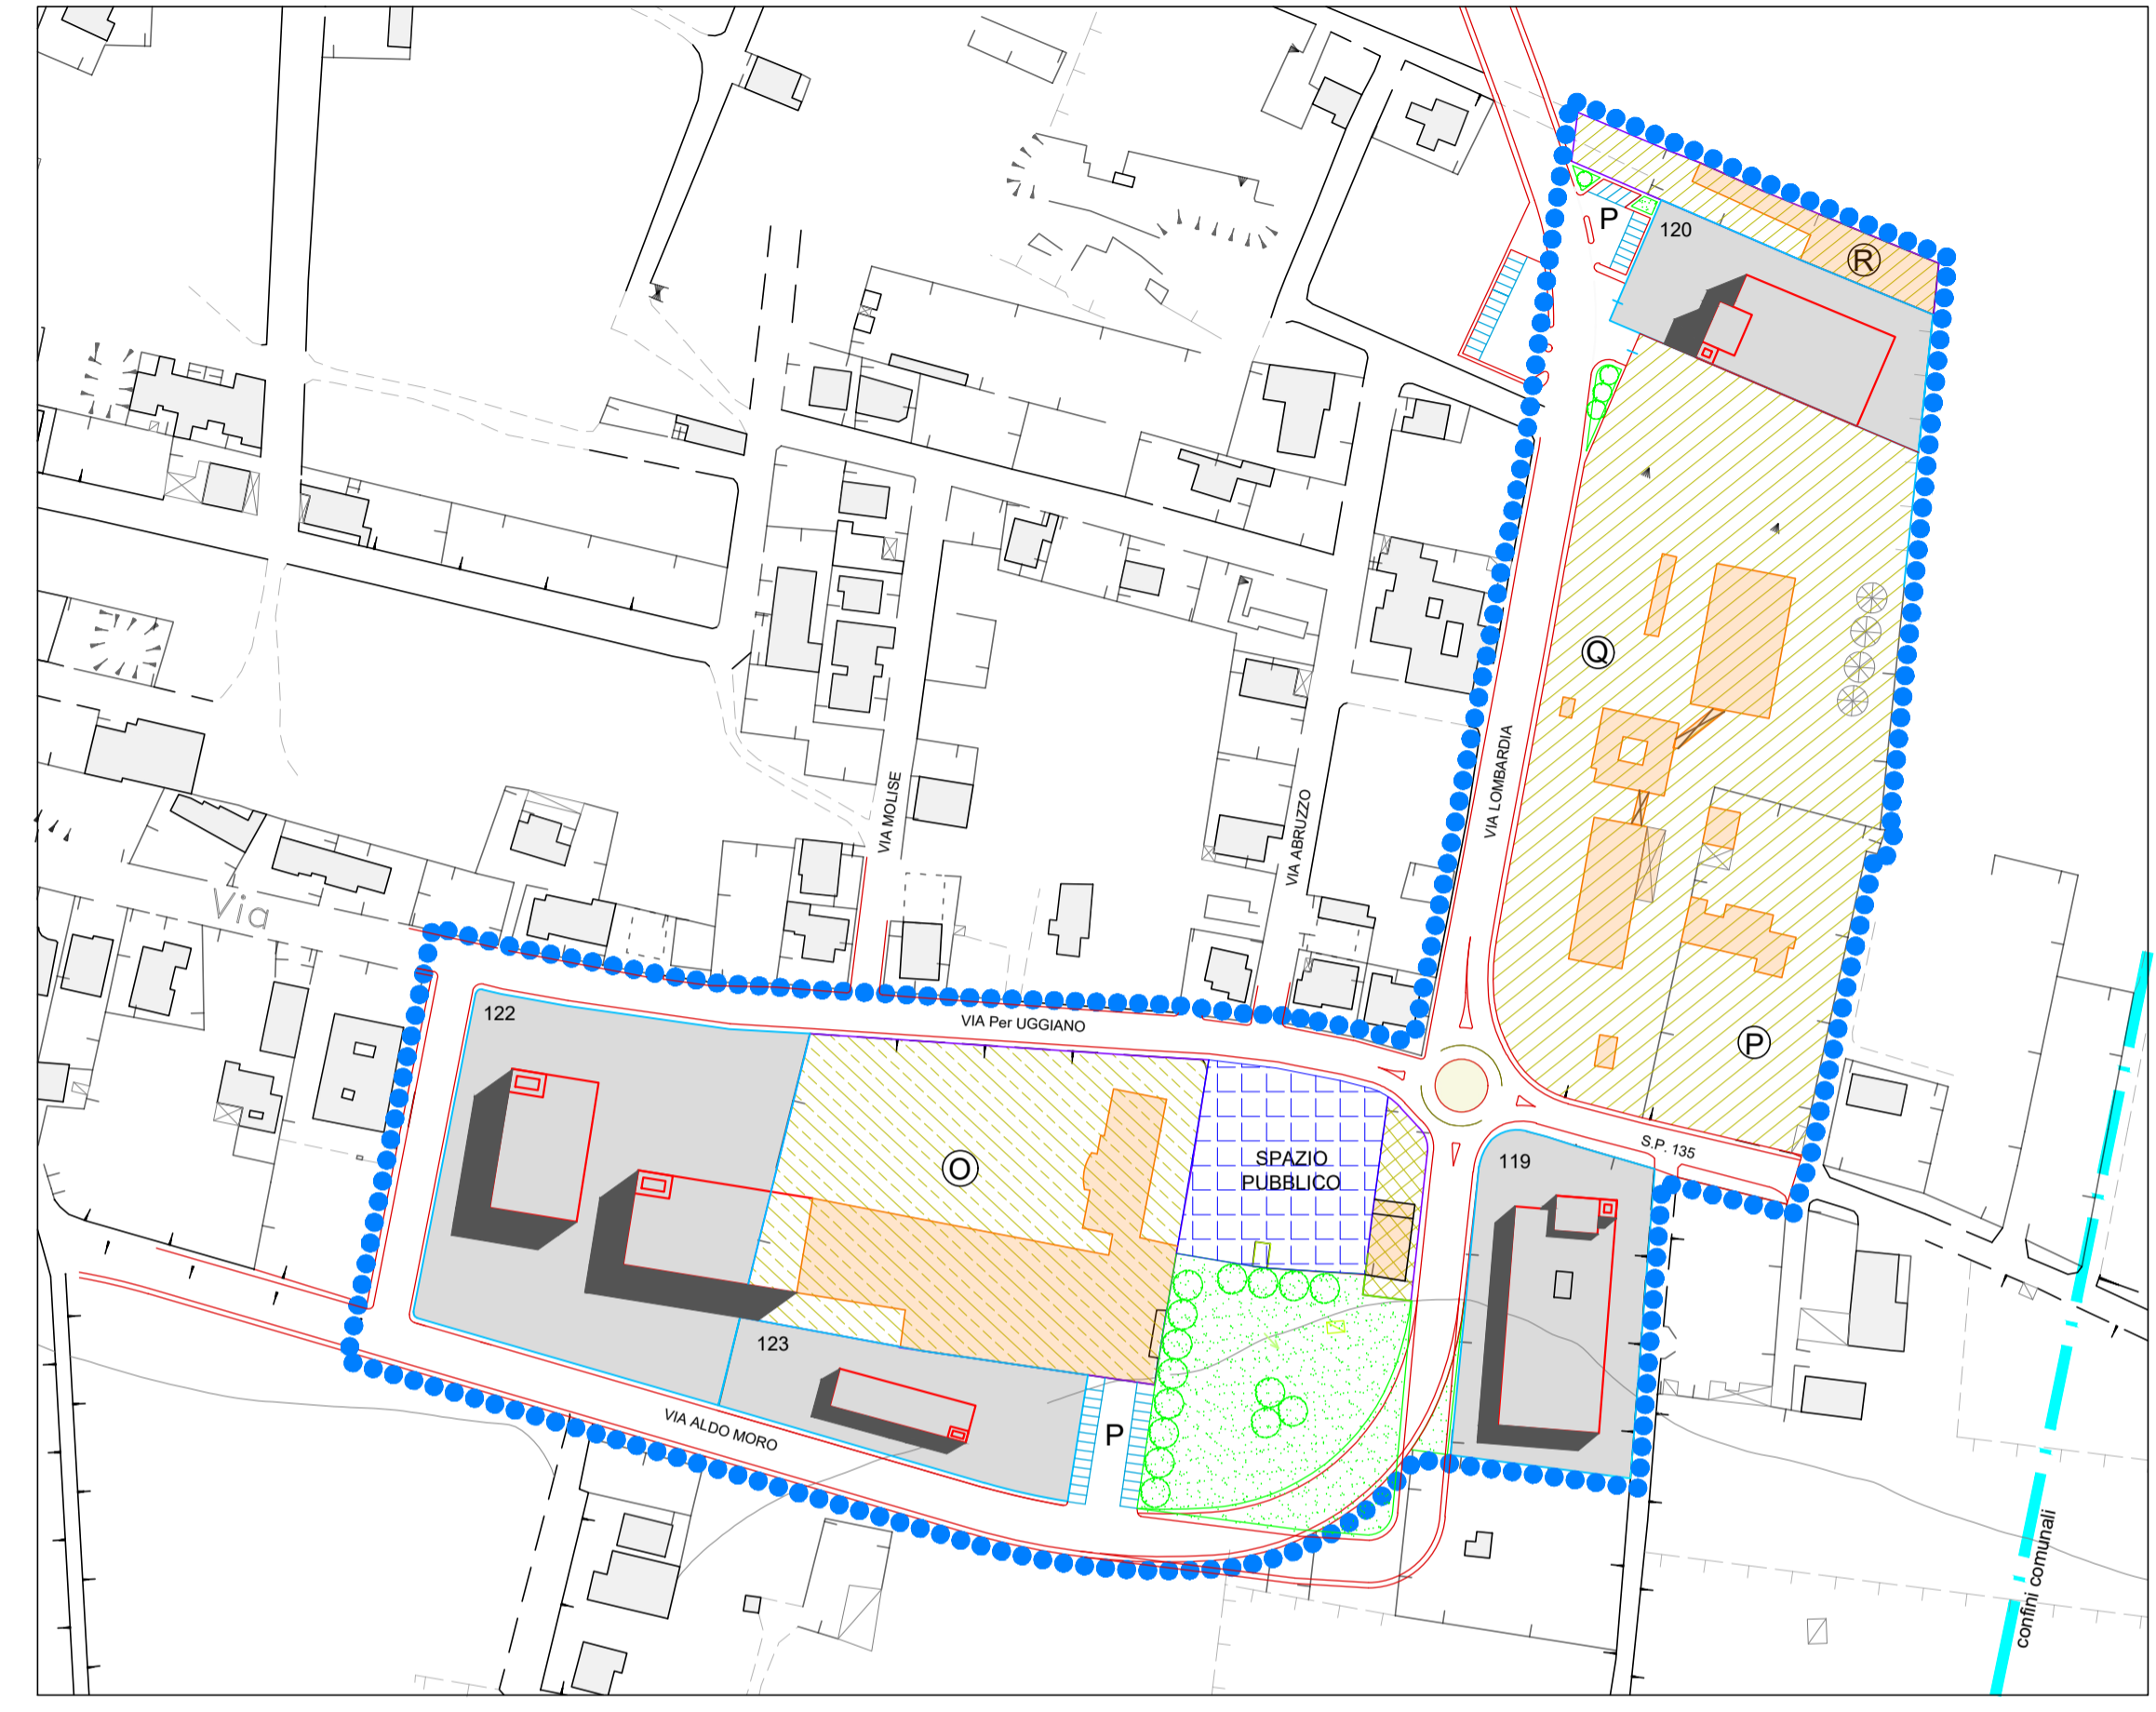 P
120
R
Q
VIA LOMBARDIA
VIA MOLISE
VIA ABRUZZO
Via
122
VIA Per UGGIANO
P
O
SPAZIO
PUBBLICO
119
S.P. 135
123
VIA ALDO MORO
P
confini comunali